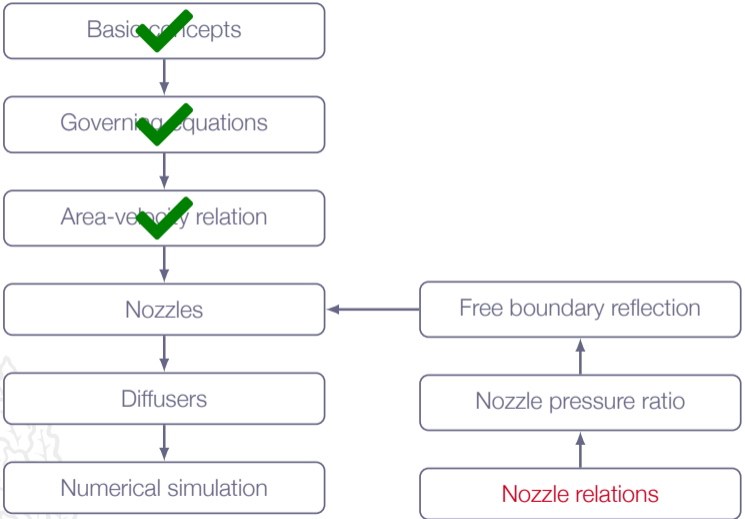 Basic concepts
Governing equations
Area-velocity relation
Nozzles
Free boundary reflection
Diffusers
Nozzle pressure ratio
Numerical simulation
Nozzle relations